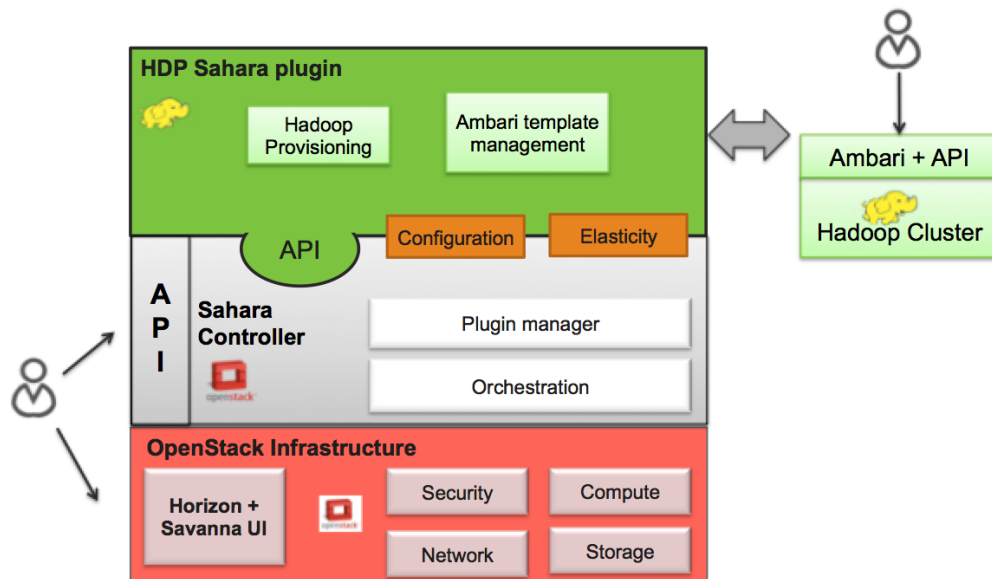 HDP Sahara plugin
Hadoop
Provisioning
Ambari template
management
Ambari + API
Hadoop Cluster
API
Configuration
Elasticity
A
P
I
Sahara
Controller
openstack
Plugin manager
Orchestration
OpenStack Infrastructure
Horizon +
Savanna UI
openstack
Security
Compute
Network
Storage